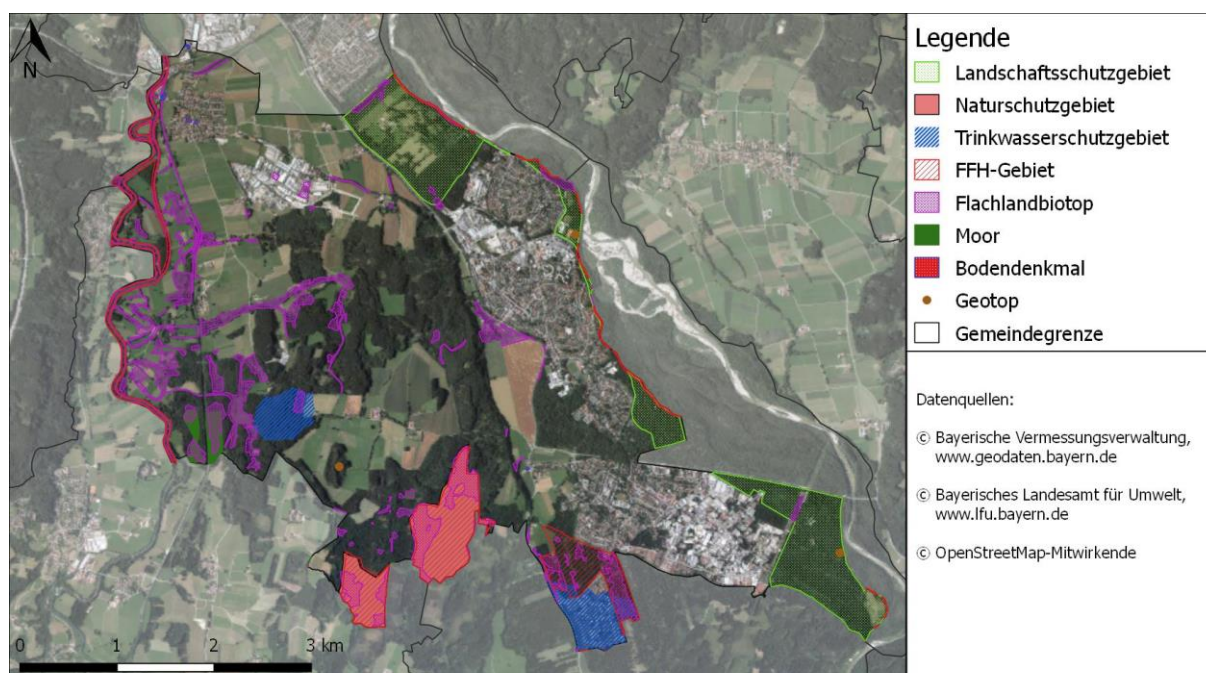 N
0 1 2 3 km
Legende
Landschaftsschutzgebiet
Naturschutzgebiet
Trinkwasserschutzgebiet
FFH-Gebiet
Flachlandbiotop
Moor
Bodendenkmal
Geotop
Gemeindegrenze
Datenquellen:
© Bayerische Vermessungsverwaltung,
www.geodaten.bayern.de
© Bayerisches Landesamt für Umwelt,
www.lfu.bayern.de
© OpenStreetMap-Mitwirkende